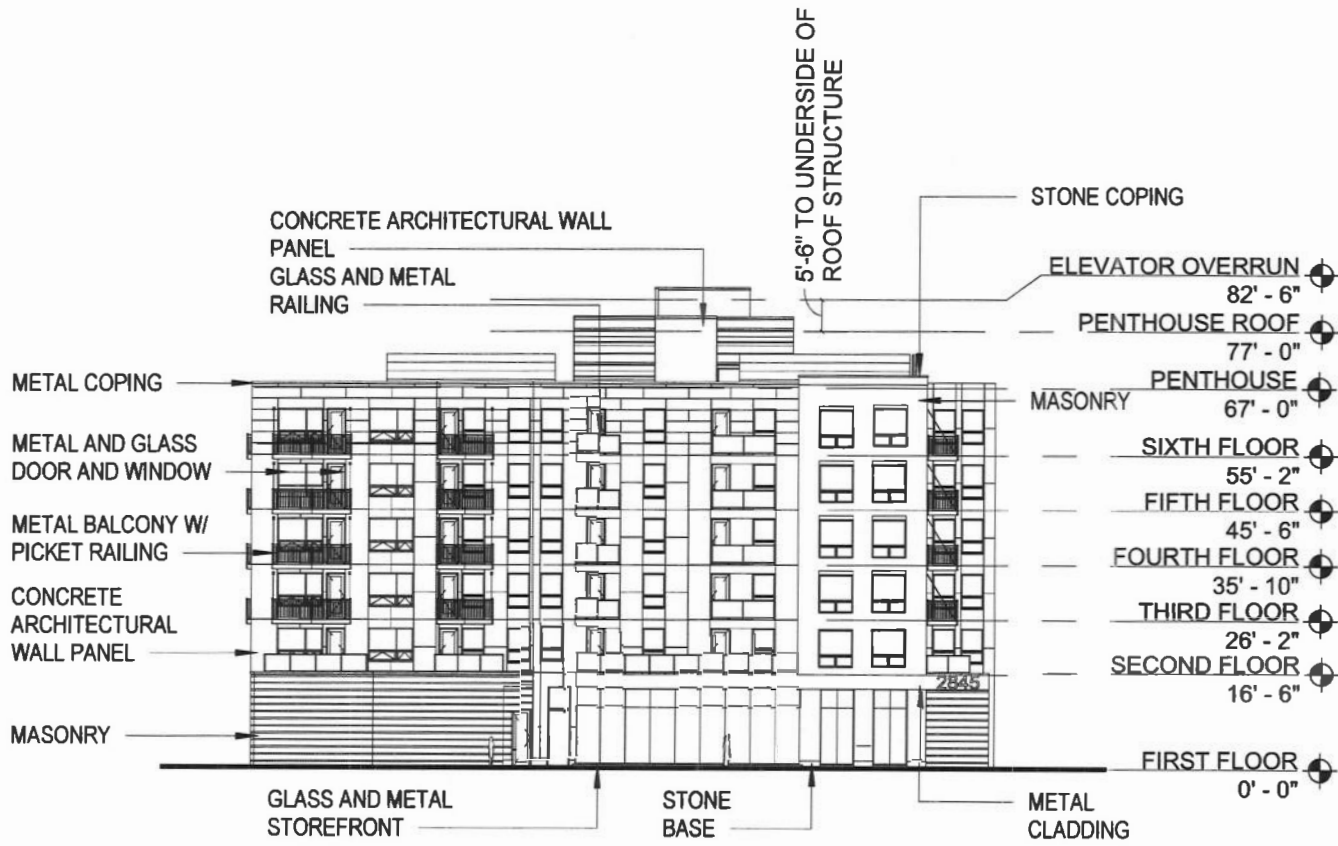 5'-6" TO UNDERSIDE OF
ROOF STRUCTURE
STONE COPING
CONCRETE ARCHITECTURAL WALL
PANEL
GLASS AND METAL
RAILING
ELEVATOR OVERRUN
82' - 6"
PENTHOUSE ROOF
77' - 0"
METAL COPING
PENTHOUSE
67' - 0"
MASONRY
METAL AND GLASS
DOOR AND WINDOW
SIXTH FLOOR
55' - 2"
METAL BALCONY W/
PICKET RAILING
FIFTH FLOOR
45' - 6"
FOURTH FLOOR
35' - 10"
CONCRETE
ARCHITECTURAL
WALL PANEL
THIRD FLOOR
26' - 2"
SECOND FLOOR
16' - 6"
2845
MASONRY
FIRST FLOOR
0' - 0"
GLASS AND METAL
STOREFRONT
STONE
BASE
METAL
CLADDING